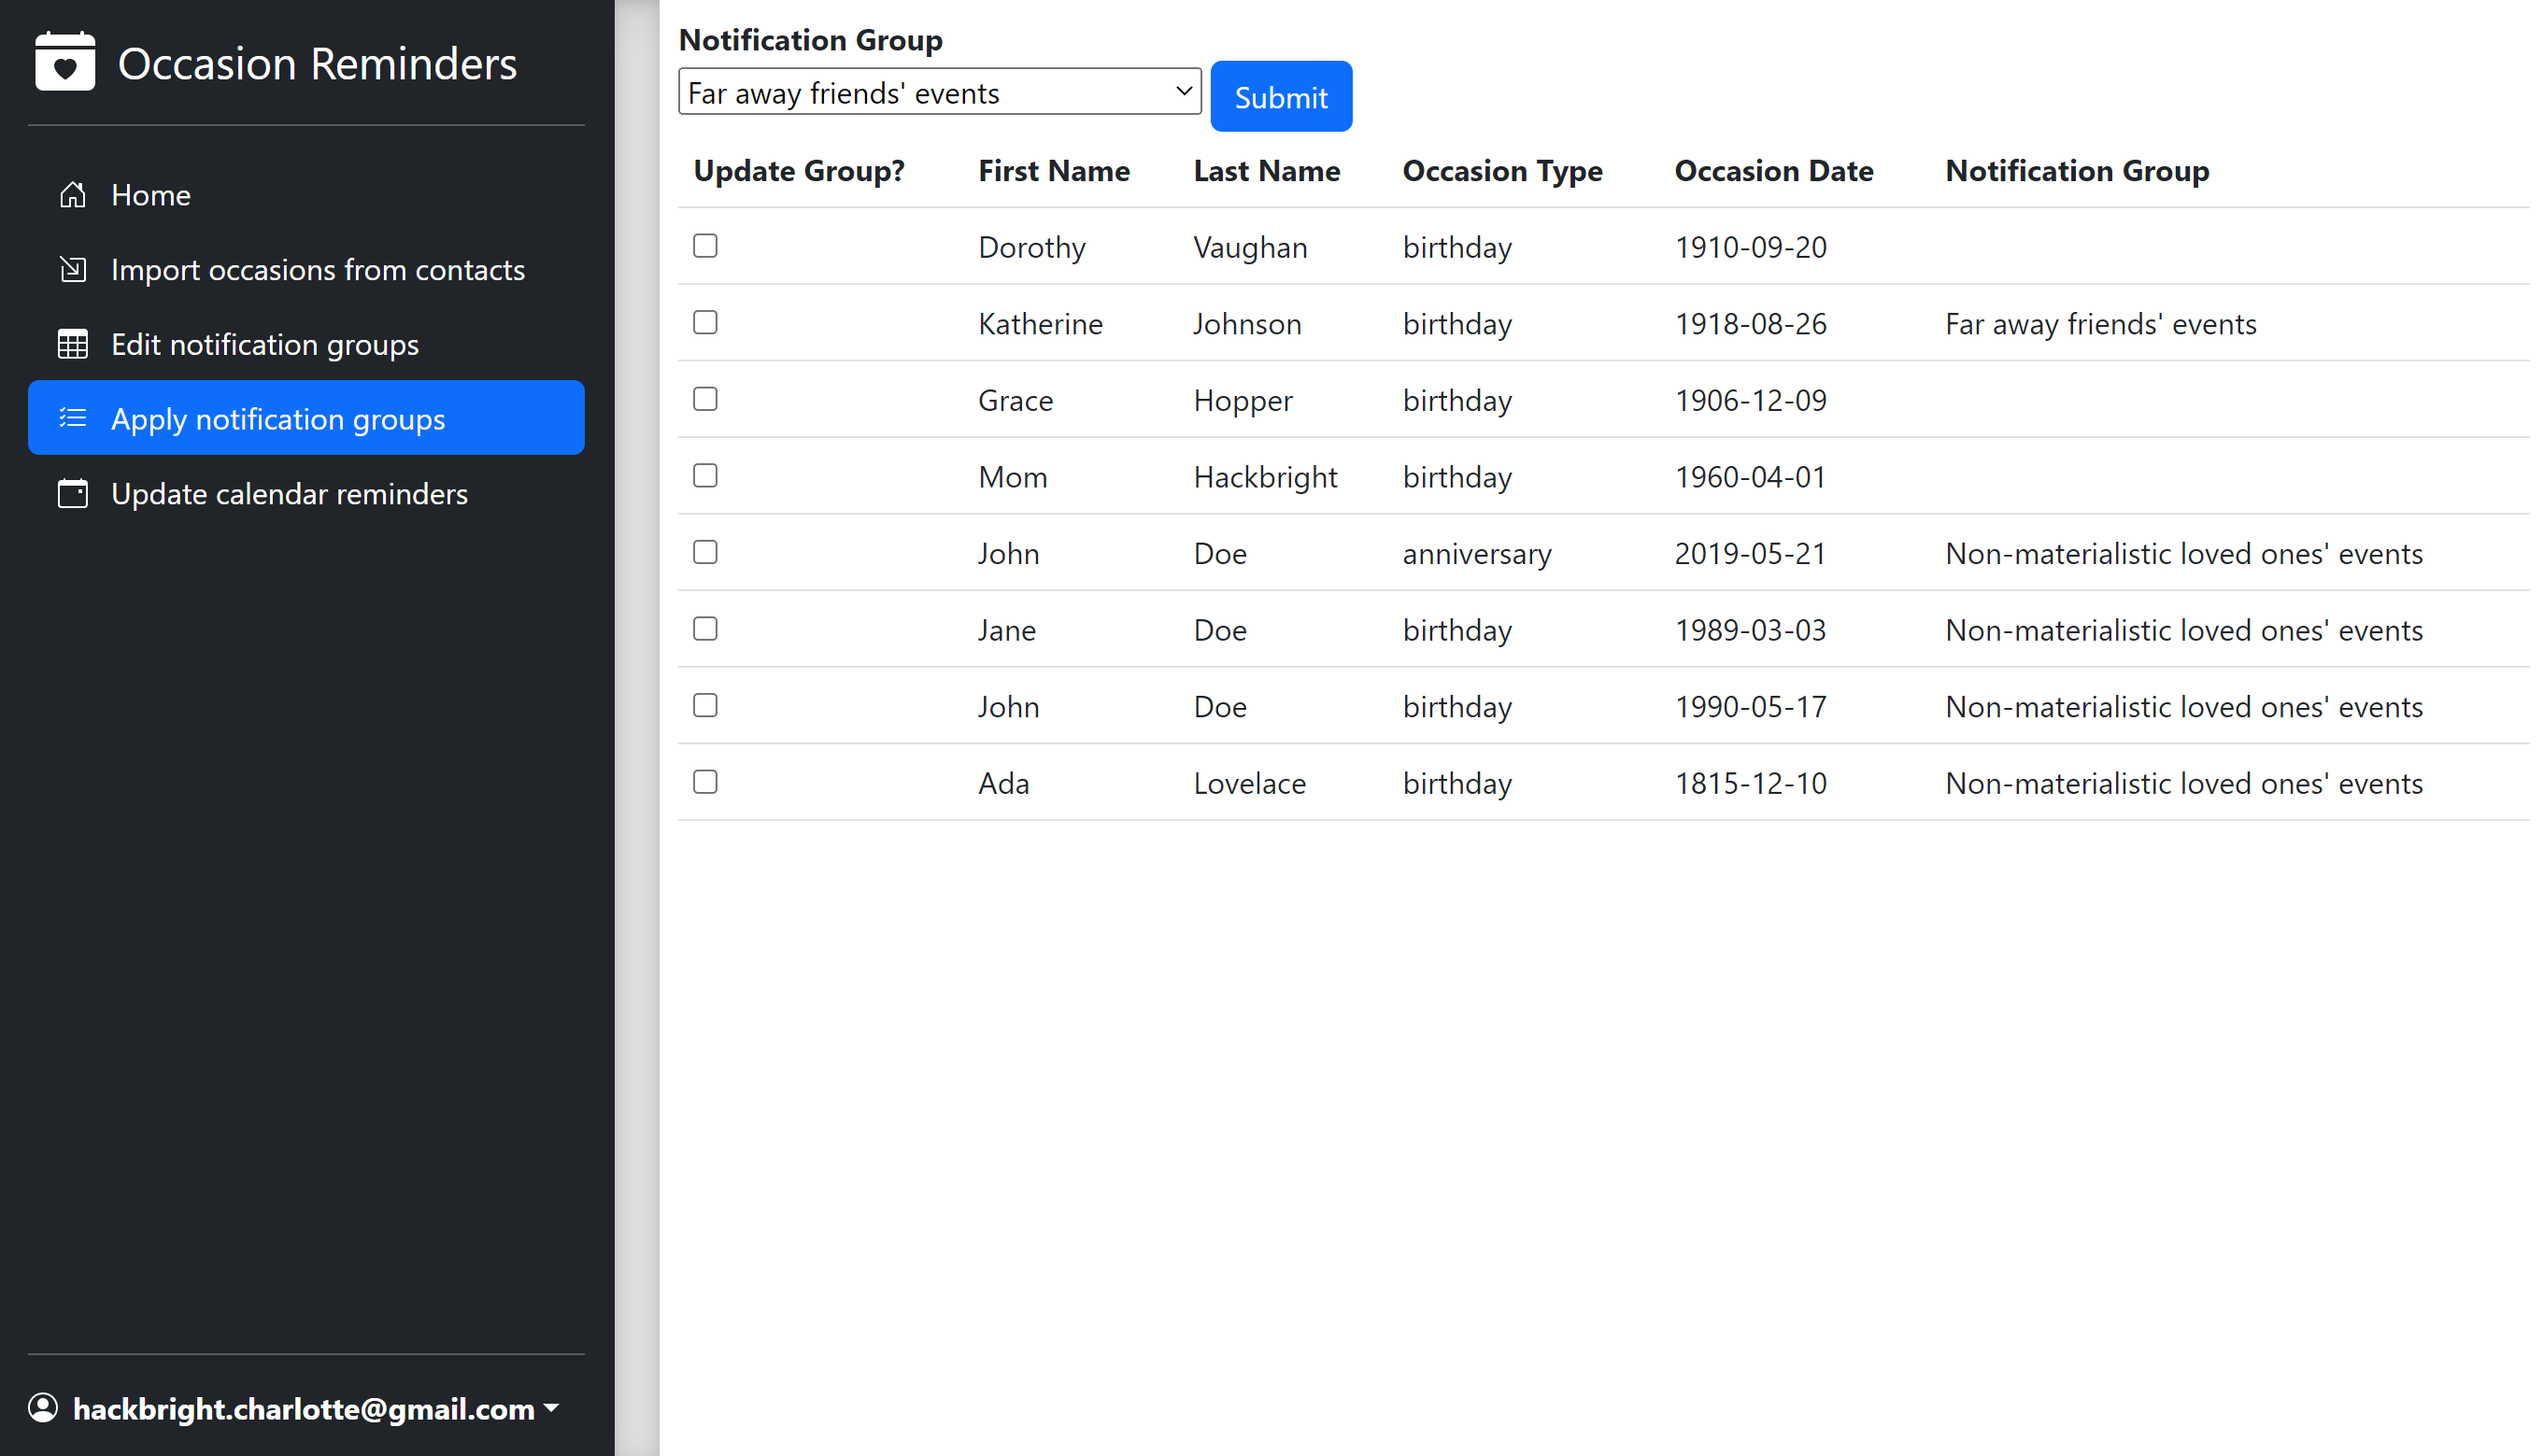 Occasion Reminders
Home
Import occasions from contacts
Edit notification groups
Apply notification groups
Update calendar reminders
hackbright.charlotte@gmail.com
Notification Group
Far away friends' events Submit
Update Group? First Name Last Name Occasion Type Occasion Date Notification Group
Dorothy Vaughan birthday 1910-09-20
Katherine Johnson birthday 1918-08-26 Far away friends' events
Grace Hopper birthday 1906-12-09
Mom Hackbright birthday 1960-04-01
John Doe anniversary 2019-05-21 Non-materialistic loved ones' events
Jane Doe birthday 1989-03-03 Non-materialistic loved ones' events
John Doe birthday 1990-05-17 Non-materialistic loved ones' events
Ada Lovelace birthday 1815-12-10 Non-materialistic loved ones' events